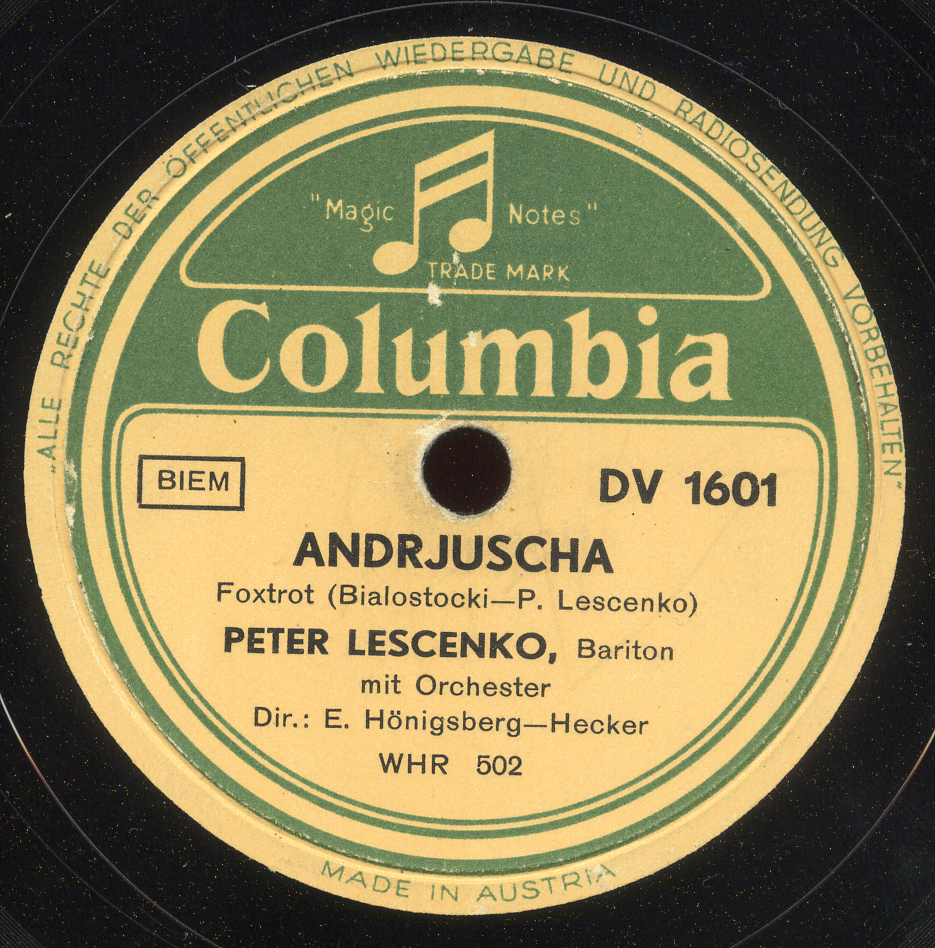 „ALLE RECHTE DER ÖFFENTLICHEN WIEDERGABE UND RADIOSENDUNG VORBEHALTEN"
"Magic Notes"
TRADE MARK
Columbia
BIEM
DV 1601
ANDRJUSCHA
Foxtrot (Bialostocki—P. Lescenko)
PETER LESCENKO, Bariton
mit Orchester
Dir.: E. Hönigsberg—Hecker
WHR 502
MADE IN AUSTRIA